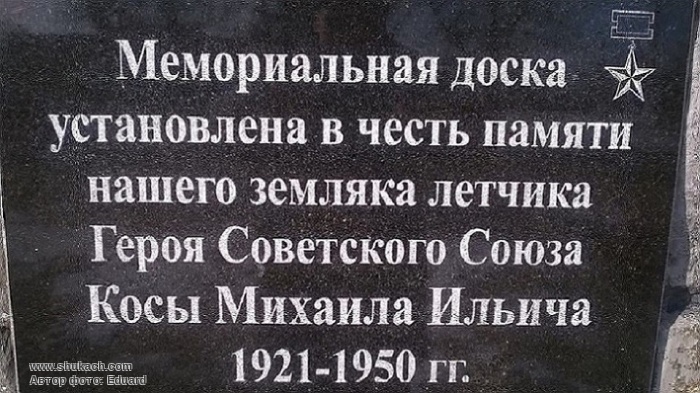 Мемориальная доска
установлена в честь памяти
нашего земляка летчика
Героя Советского Союза
Косы Михаила Ильича
1921-1950 гг.
www.shukach.com
Автор фото: Eduard